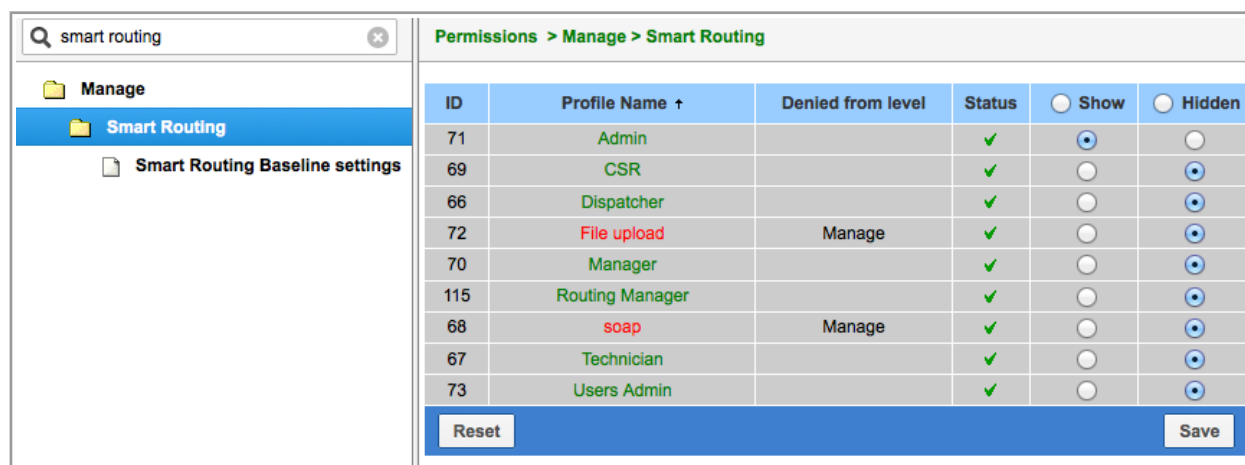 smart routing
Manage
Smart Routing
Smart Routing Baseline settings
Permissions > Manage > Smart Routing
ID Profile Name ↑ Denied from level Status Show Hidden
71 Admin ✓
69 CSR ✓
66 Dispatcher ✓
72 File upload Manage ✓
70 Manager ✓
115 Routing Manager ✓
68 soap Manage ✓
67 Technician ✓
73 Users Admin ✓
Reset Save